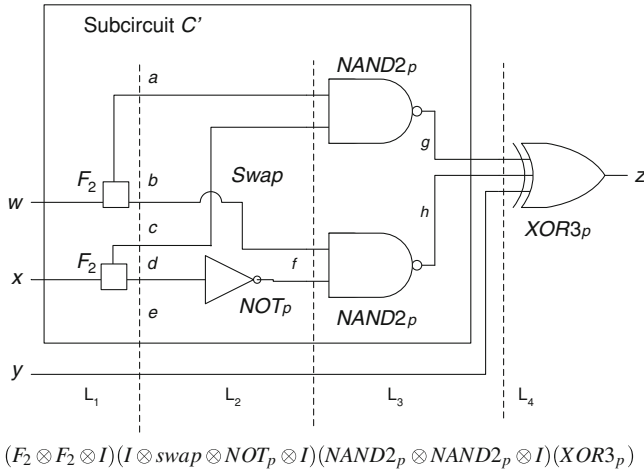 Subcircuit C'
NAND2p
a
g
F2
b
Swap
w
z
c
h
XOR3p
F2
d
f
x
NOTp
e
NAND2p
y
L1
L2
L3
L4
(F2 ⊗ F2 ⊗ I)(I ⊗ swap ⊗ NOTp ⊗ I)(NAND2p ⊗ NAND2p ⊗ I)(XOR3p)